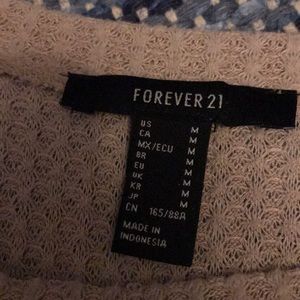 FOREVER 21
US M
CA M
MX/ECU M
BR M
EU M
UK M
KR M
JP M
CN 165/88A
MADE IN
INDONESIA